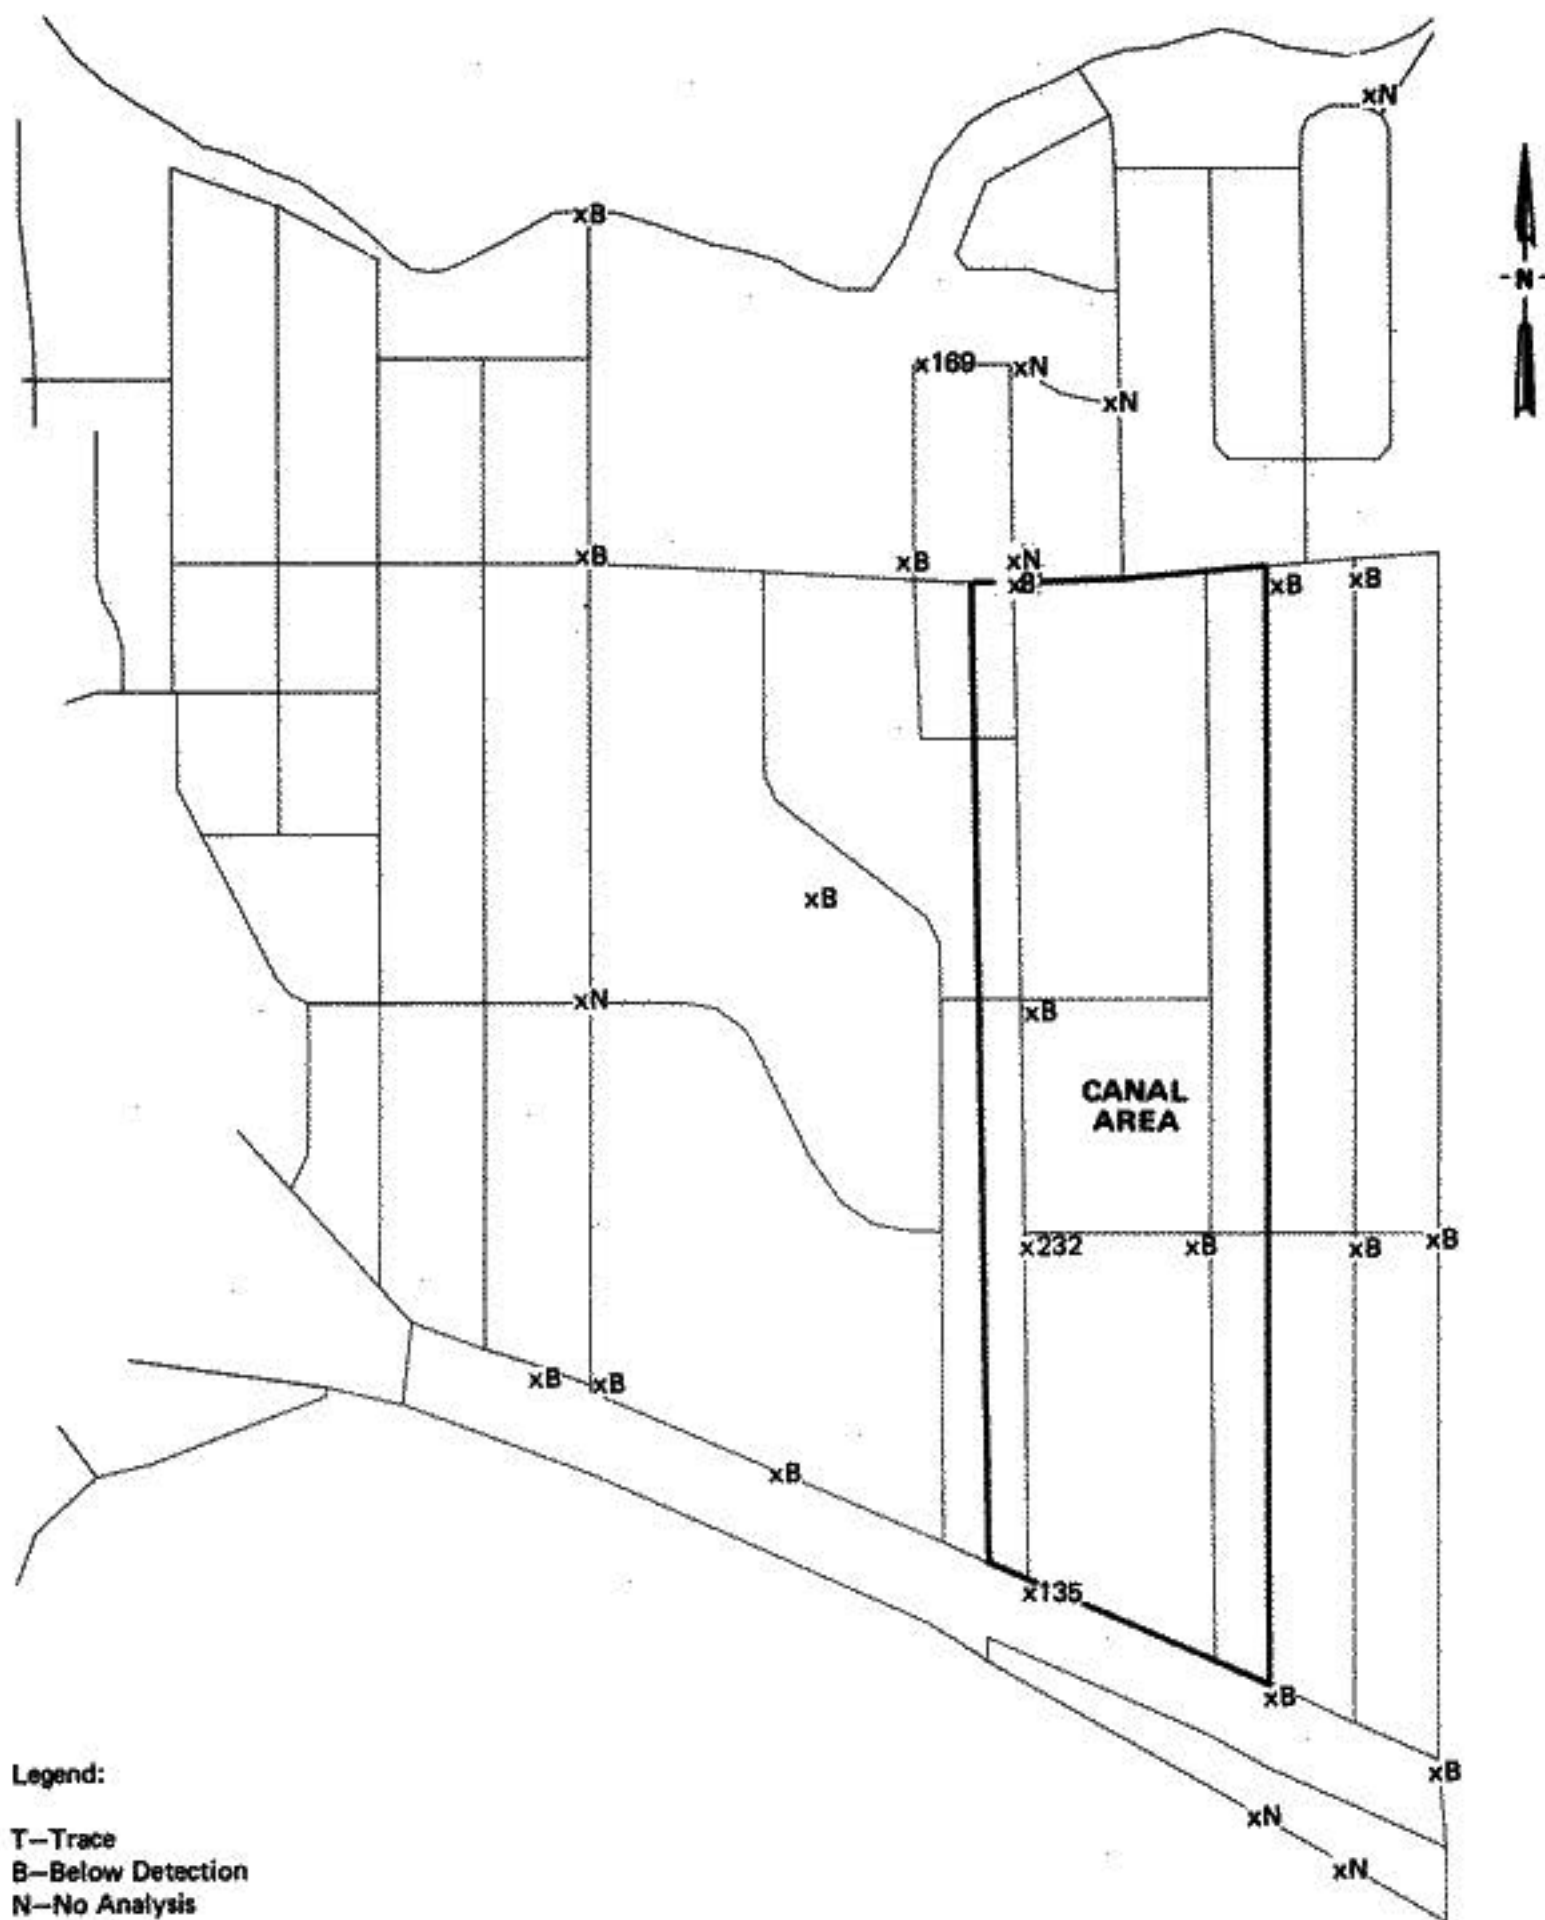 xN
xB
-N-
x169
xN
xN
xB
xB
xN
xB
xB
xB
xB
xN
xB
CANAL
AREA
x232
xB
xB
xB
xB
xB
xB
x135
xB
xB
xN
xN
Legend:
T—Trace
B—Below Detection
N—No Analysis